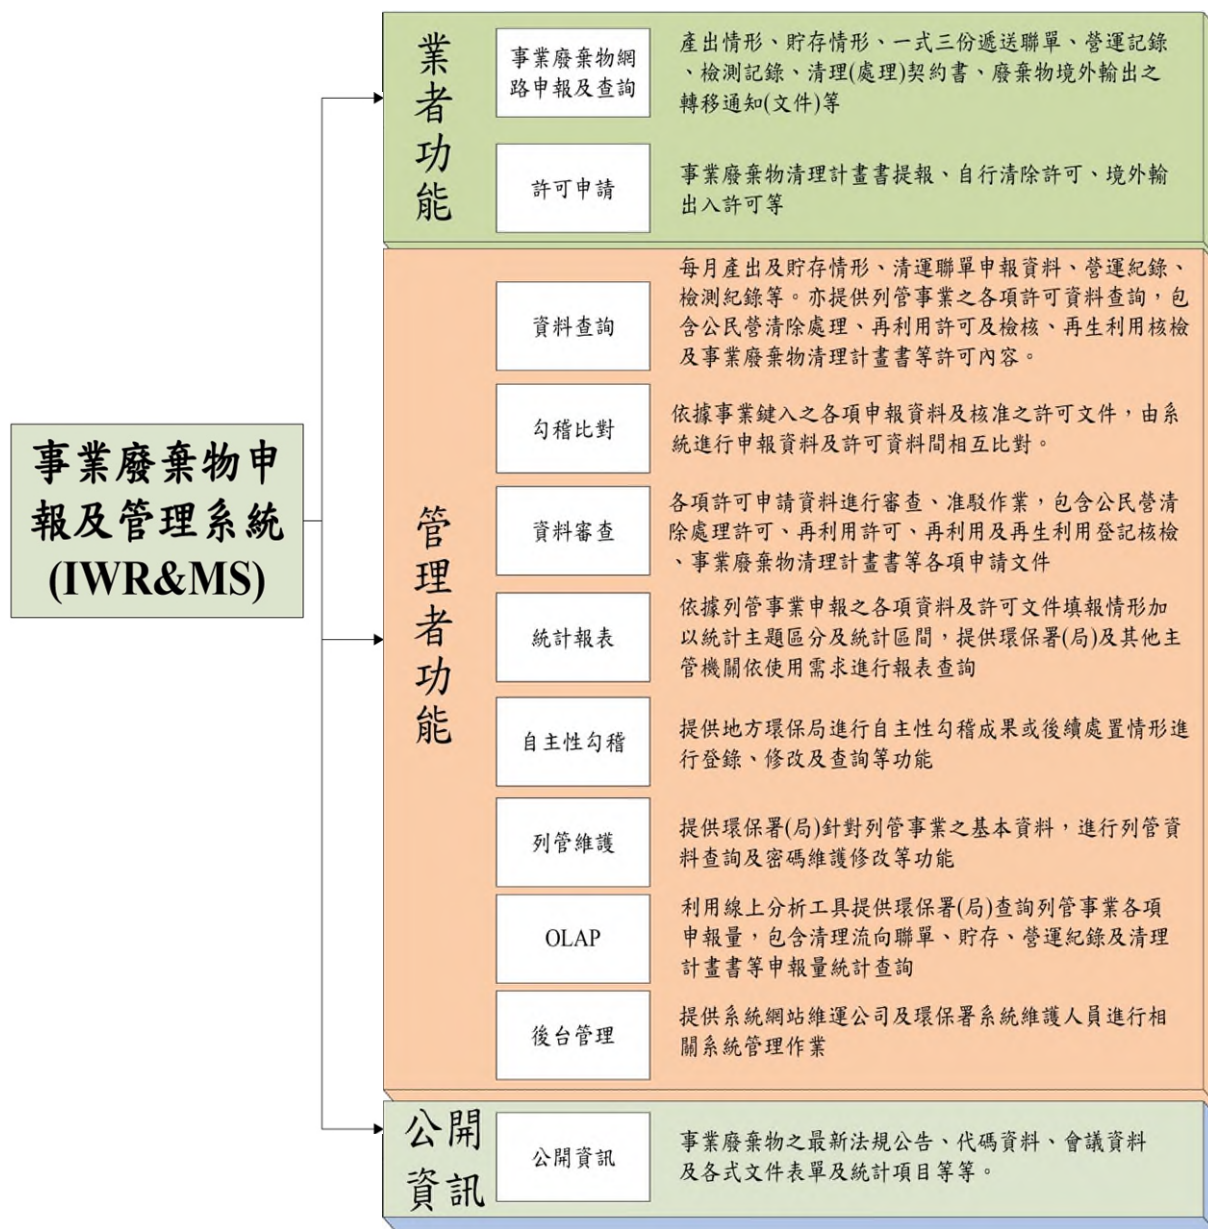 事業廢棄物申
報及管理系統
(IWR&MS)
業者功能
事業廢棄物網
路申報及查詢
產出情形、貯存情形、一式三份遞送聯單、營運記錄
、檢測記錄、清理(處理)契約書、廢棄物境外輸出之
轉移通知(文件)等
許可申請
事業廢棄物清理計畫書提報、自行清除許可、境外輸
出入許可等
管理者功能
資料查詢
每月產出及貯存情形、清運聯單申報資料、營運紀錄、
檢測紀錄等。亦提供列管事業之各項許可資料查詢，包
含公民營清除處理、再利用許可及檢核、再生利用核檢
及事業廢棄物清理計畫書等許可內容。
勾稽比對
依據事業鍵入之各項申報資料及核准之許可文件，由系
統進行申報資料及許可資料間相互比對。
資料審查
各項許可申請資料進行審查、准駁作業，包含公民營清
除處理許可、再利用許可、再利用及再生利用登記核檢
、事業廢棄物清理計畫書等各項申請文件
統計報表
依據列管事業申報之各項資料及許可文件填報情形加
以統計主題區分及統計區間，提供環保署(局)及其他主
管機關依使用需求進行報表查詢
自主性勾稽
提供地方環保局進行自主性勾稽成果或後續處置情形進
行登錄、修改及查詢等功能
列管維護
提供環保署(局)針對列管事業之基本資料，進行列管資
料查詢及密碼維護修改等功能
OLAP
利用線上分析工具提供環保署(局)查詢列管事業各項
申報量，包含清理流向聯單、貯存、營運紀錄及清理
計畫書等申報量統計查詢
後台管理
提供系統網站維運公司及環保署系統維護人員進行相
關系統管理作業
公開
資訊
公開資訊
事業廢棄物之最新法規公告、代碼資料、會議資料
及各式文件表單及統計項目等等。